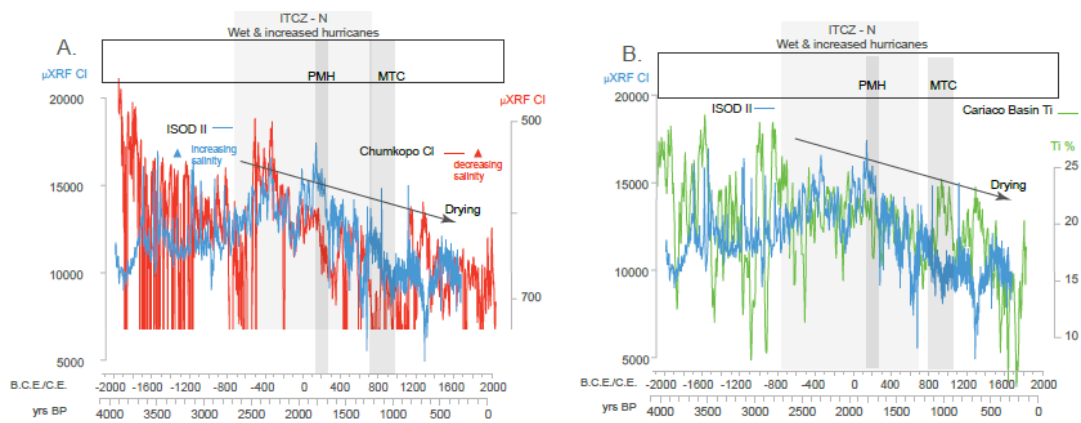 A.
ITCZ - N
Wet & increased hurricanes
PMH
MTC
µXRF Cl
20000
15000
10000
5000
ISOD II
increasing
salinity
Chumkopo Cl
decreasing
salinity
Drying
µXRF Cl
500
700
B.C.E./C.E.
-2000 -1600 -1200 -800 -400 0 400 800 1200 1600 2000
yrs BP
4000 3500 3000 2500 2000 1500 1000 500 0
B.
ITCZ - N
Wet & increased hurricanes
PMH
MTC
µXRF Cl
20000
15000
10000
5000
ISOD II
Cariaco Basin Ti
Drying
Ti %
25
20
15
10
B.C.E./C.E.
-2000 -1600 -1200 -800 -400 0 400 800 1200 1600 2000
yrs BP
4000 3500 3000 2500 2000 1500 1000 500 0